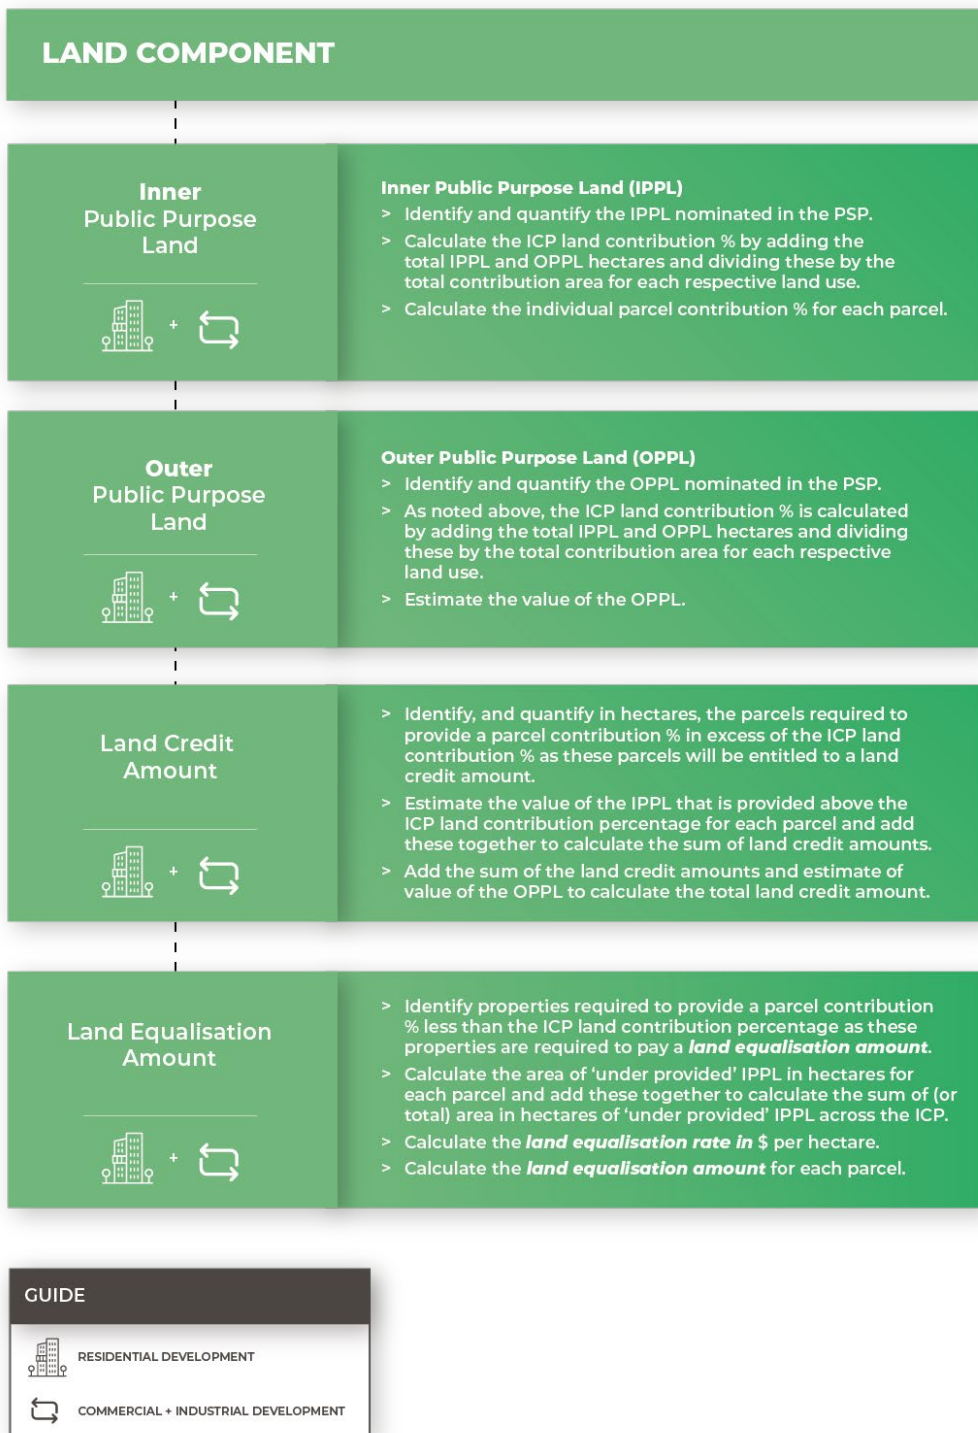 LAND COMPONENT
Inner
Public Purpose
Land
+
Inner Public Purpose Land (IPPL)
> Identify and quantify the IPPL nominated in the PSP.
> Calculate the ICP land contribution % by adding the
total IPPL and OPPL hectares and dividing these by the
total contribution area for each respective land use.
> Calculate the individual parcel contribution % for each parcel.
Outer
Public Purpose
Land
+
Outer Public Purpose Land (OPPL)
> Identify and quantify the OPPL nominated in the PSP.
> As noted above, the ICP land contribution % is calculated
by adding the total IPPL and OPPL hectares and dividing
these by the total contribution area for each respective
land use.
> Estimate the value of the OPPL.
Land Credit
Amount
+
> Identify, and quantify in hectares, the parcels required to
provide a parcel contribution % in excess of the ICP land
contribution % as these parcels will be entitled to a land
credit amount.
> Estimate the value of the IPPL that is provided above the
ICP land contribution percentage for each parcel and add
these together to calculate the sum of land credit amounts.
> Add the sum of the land credit amounts and estimate of
value of the OPPL to calculate the total land credit amount.
Land Equalisation
Amount
+
> Identify properties required to provide a parcel contribution
% less than the ICP land contribution percentage as these
properties are required to pay a land equalisation amount.
> Calculate the area of ‘under provided’ IPPL in hectares for
each parcel and add these together to calculate the sum of (or
total) area in hectares of ‘under provided’ IPPL across the ICP.
> Calculate the land equalisation rate in $ per hectare.
> Calculate the land equalisation amount for each parcel.
GUIDE
RESIDENTIAL DEVELOPMENT
COMMERCIAL + INDUSTRIAL DEVELOPMENT